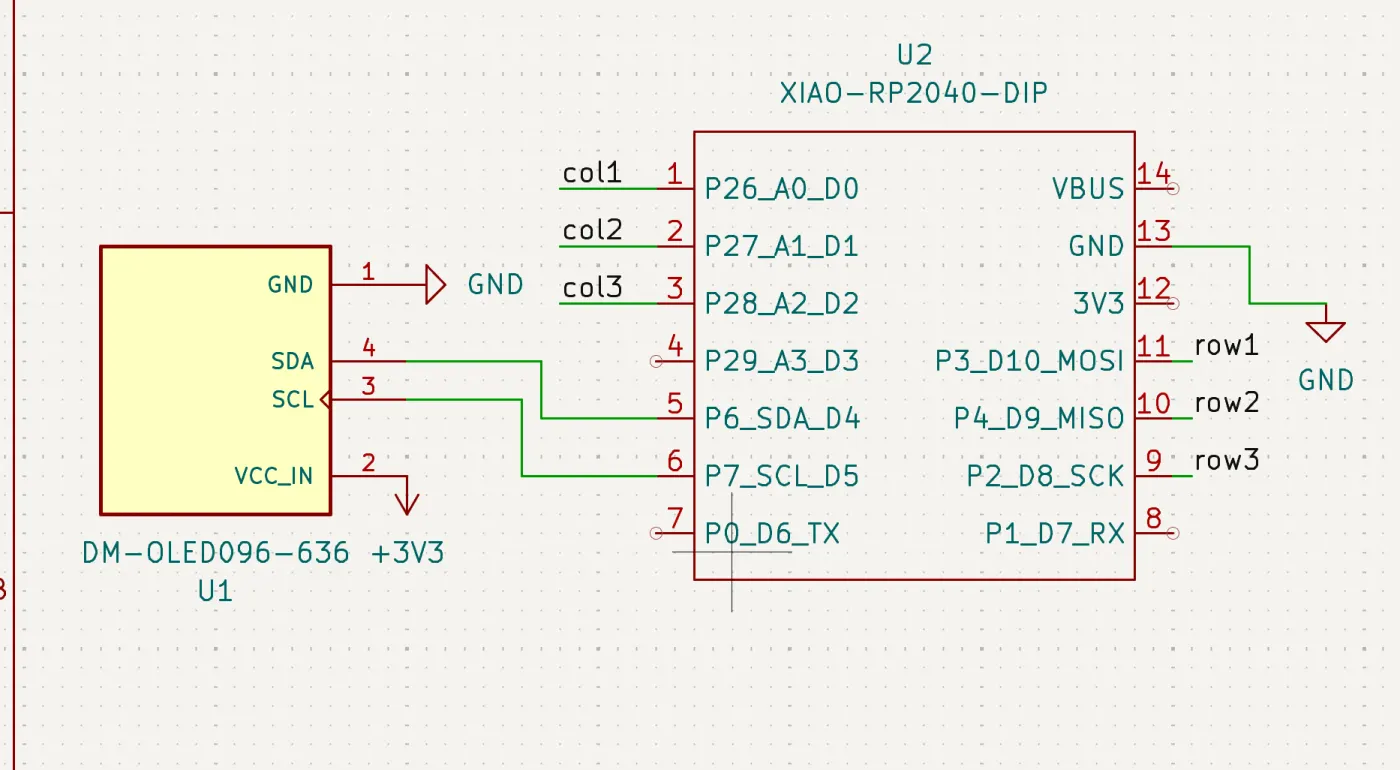 U2
XIAO-RP2040-DIP
col1 1 P26_A0_D0 VBUS 14
col2 2 P27_A1_D1 GND 13
GND 1 GND col3 3 P28_A2_D2 3V3 12
SDA 4 4 P29_A3_D3 P3_D10_MOSI 11 row1
GND
SCL 3 5 P6_SDA_D4 P4_D9_MISO 10 row2
VCC_IN 2 6 P7_SCL_D5 P2_D8_SCK 9 row3
7 P0_D6_TX P1_D7_RX 8
DM-OLED096-636 +3V3
U1